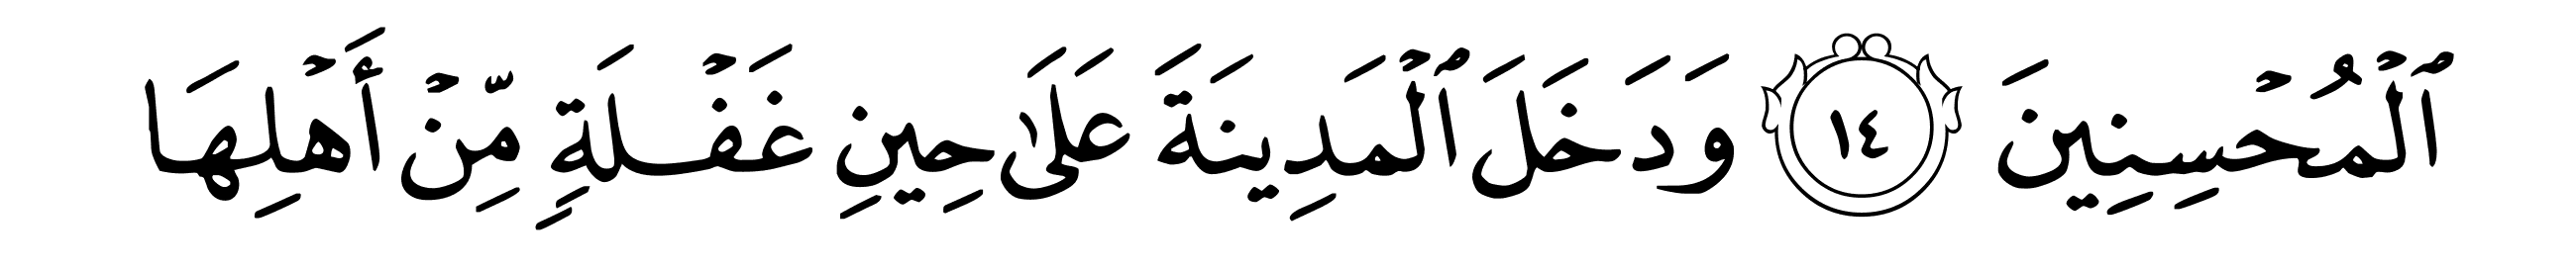 ٱلۡمُحۡسِنِينَ ١٤ وَدَخَلَ ٱلۡمَدِينَةَ عَلَىٰ حِينِ غَفۡلَةٖ مِّنۡ أَهۡلِهَا